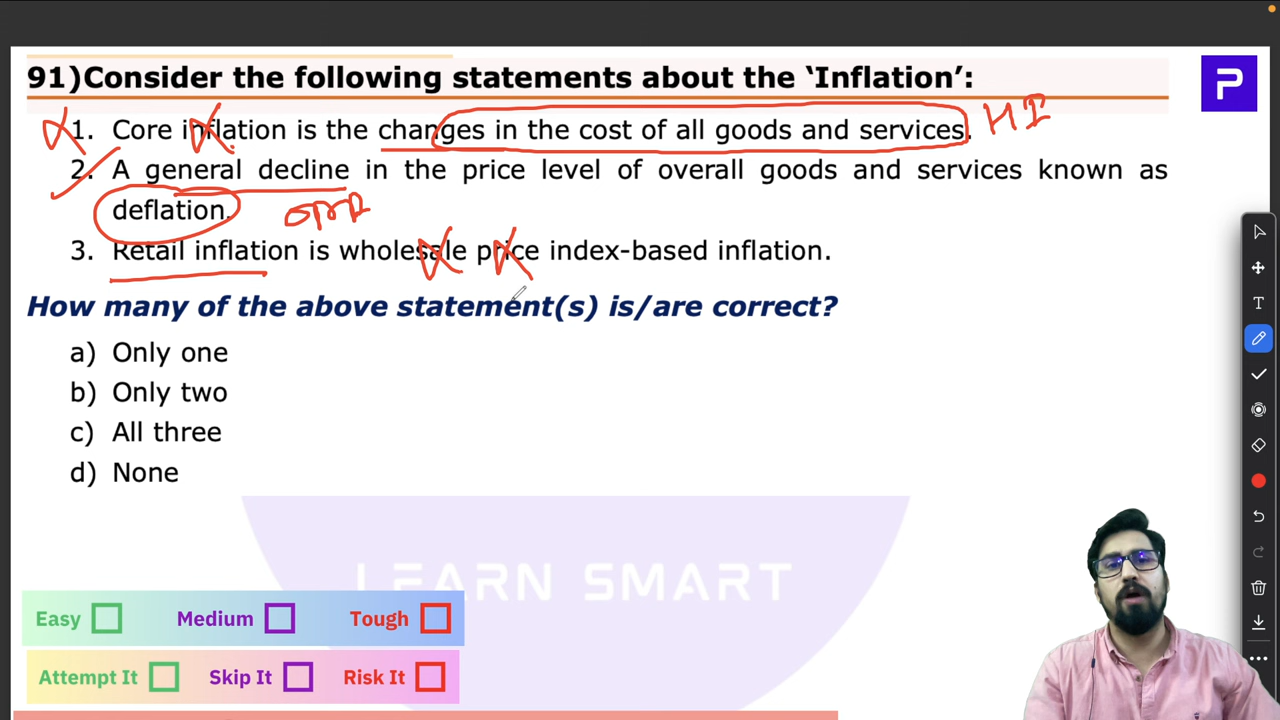 91)Consider the following statements about the ‘Inflation’:
1. Core inflation is the changes in the cost of all goods and services. HI
2. A general decline in the price level of overall goods and services known as
deflation.
3. Retail inflation is wholesale price index-based inflation.
How many of the above statement(s) is/are correct?
a) Only one
b) Only two
c) All three
d) None
LEARN SMART
Easy Medium Tough
Attempt It Skip It Risk It
P
T